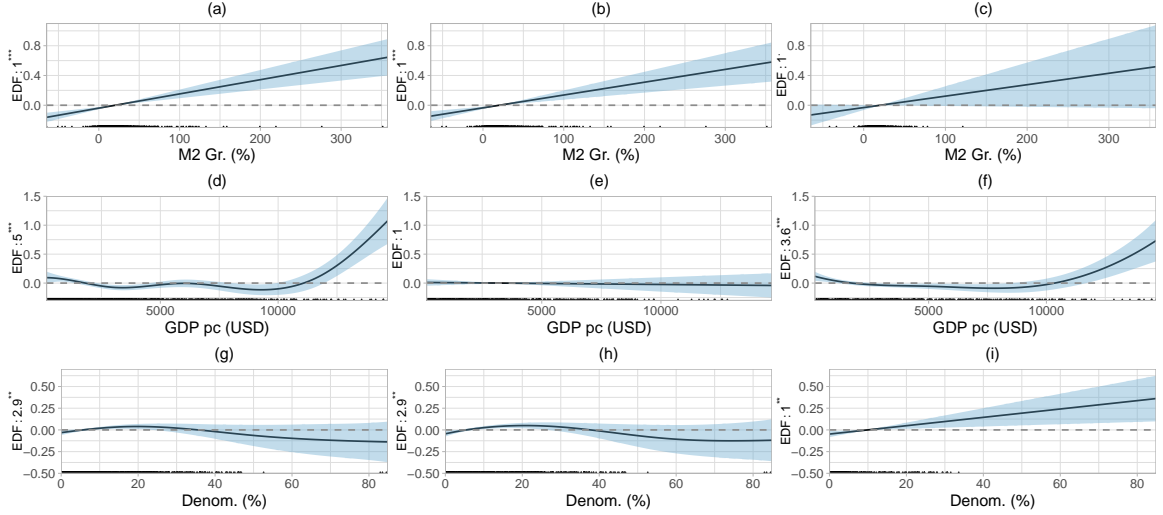 (a) (b) (c)
EDF : 1*** EDF : 1*** EDF : 1·
0.8 0.8 0.8
0.4 0.4 0.4
0.0 0.0 0.0
0 100 200 300 0 100 200 300 0 100 200 300
M2 Gr. (%) M2 Gr. (%) M2 Gr. (%)
(d) (e) (f)
EDF : 5*** EDF : 1 EDF : 3.6***
1.5 1.5 1.5
1.0 1.0 1.0
0.5 0.5 0.5
0.0 0.0 0.0
5000 10000 5000 10000 5000 10000
GDP pc (USD) GDP pc (USD) GDP pc (USD)
(g) (h) (i)
EDF : 2.9** EDF : 2.9** EDF : 1**
0.50 0.50 0.50
0.25 0.25 0.25
0.00 0.00 0.00
−0.25 −0.25 −0.25
−0.50 −0.50 −0.50
0 20 40 60 80 0 20 40 60 80 0 20 40 60 80
Denom. (%) Denom. (%) Denom. (%)